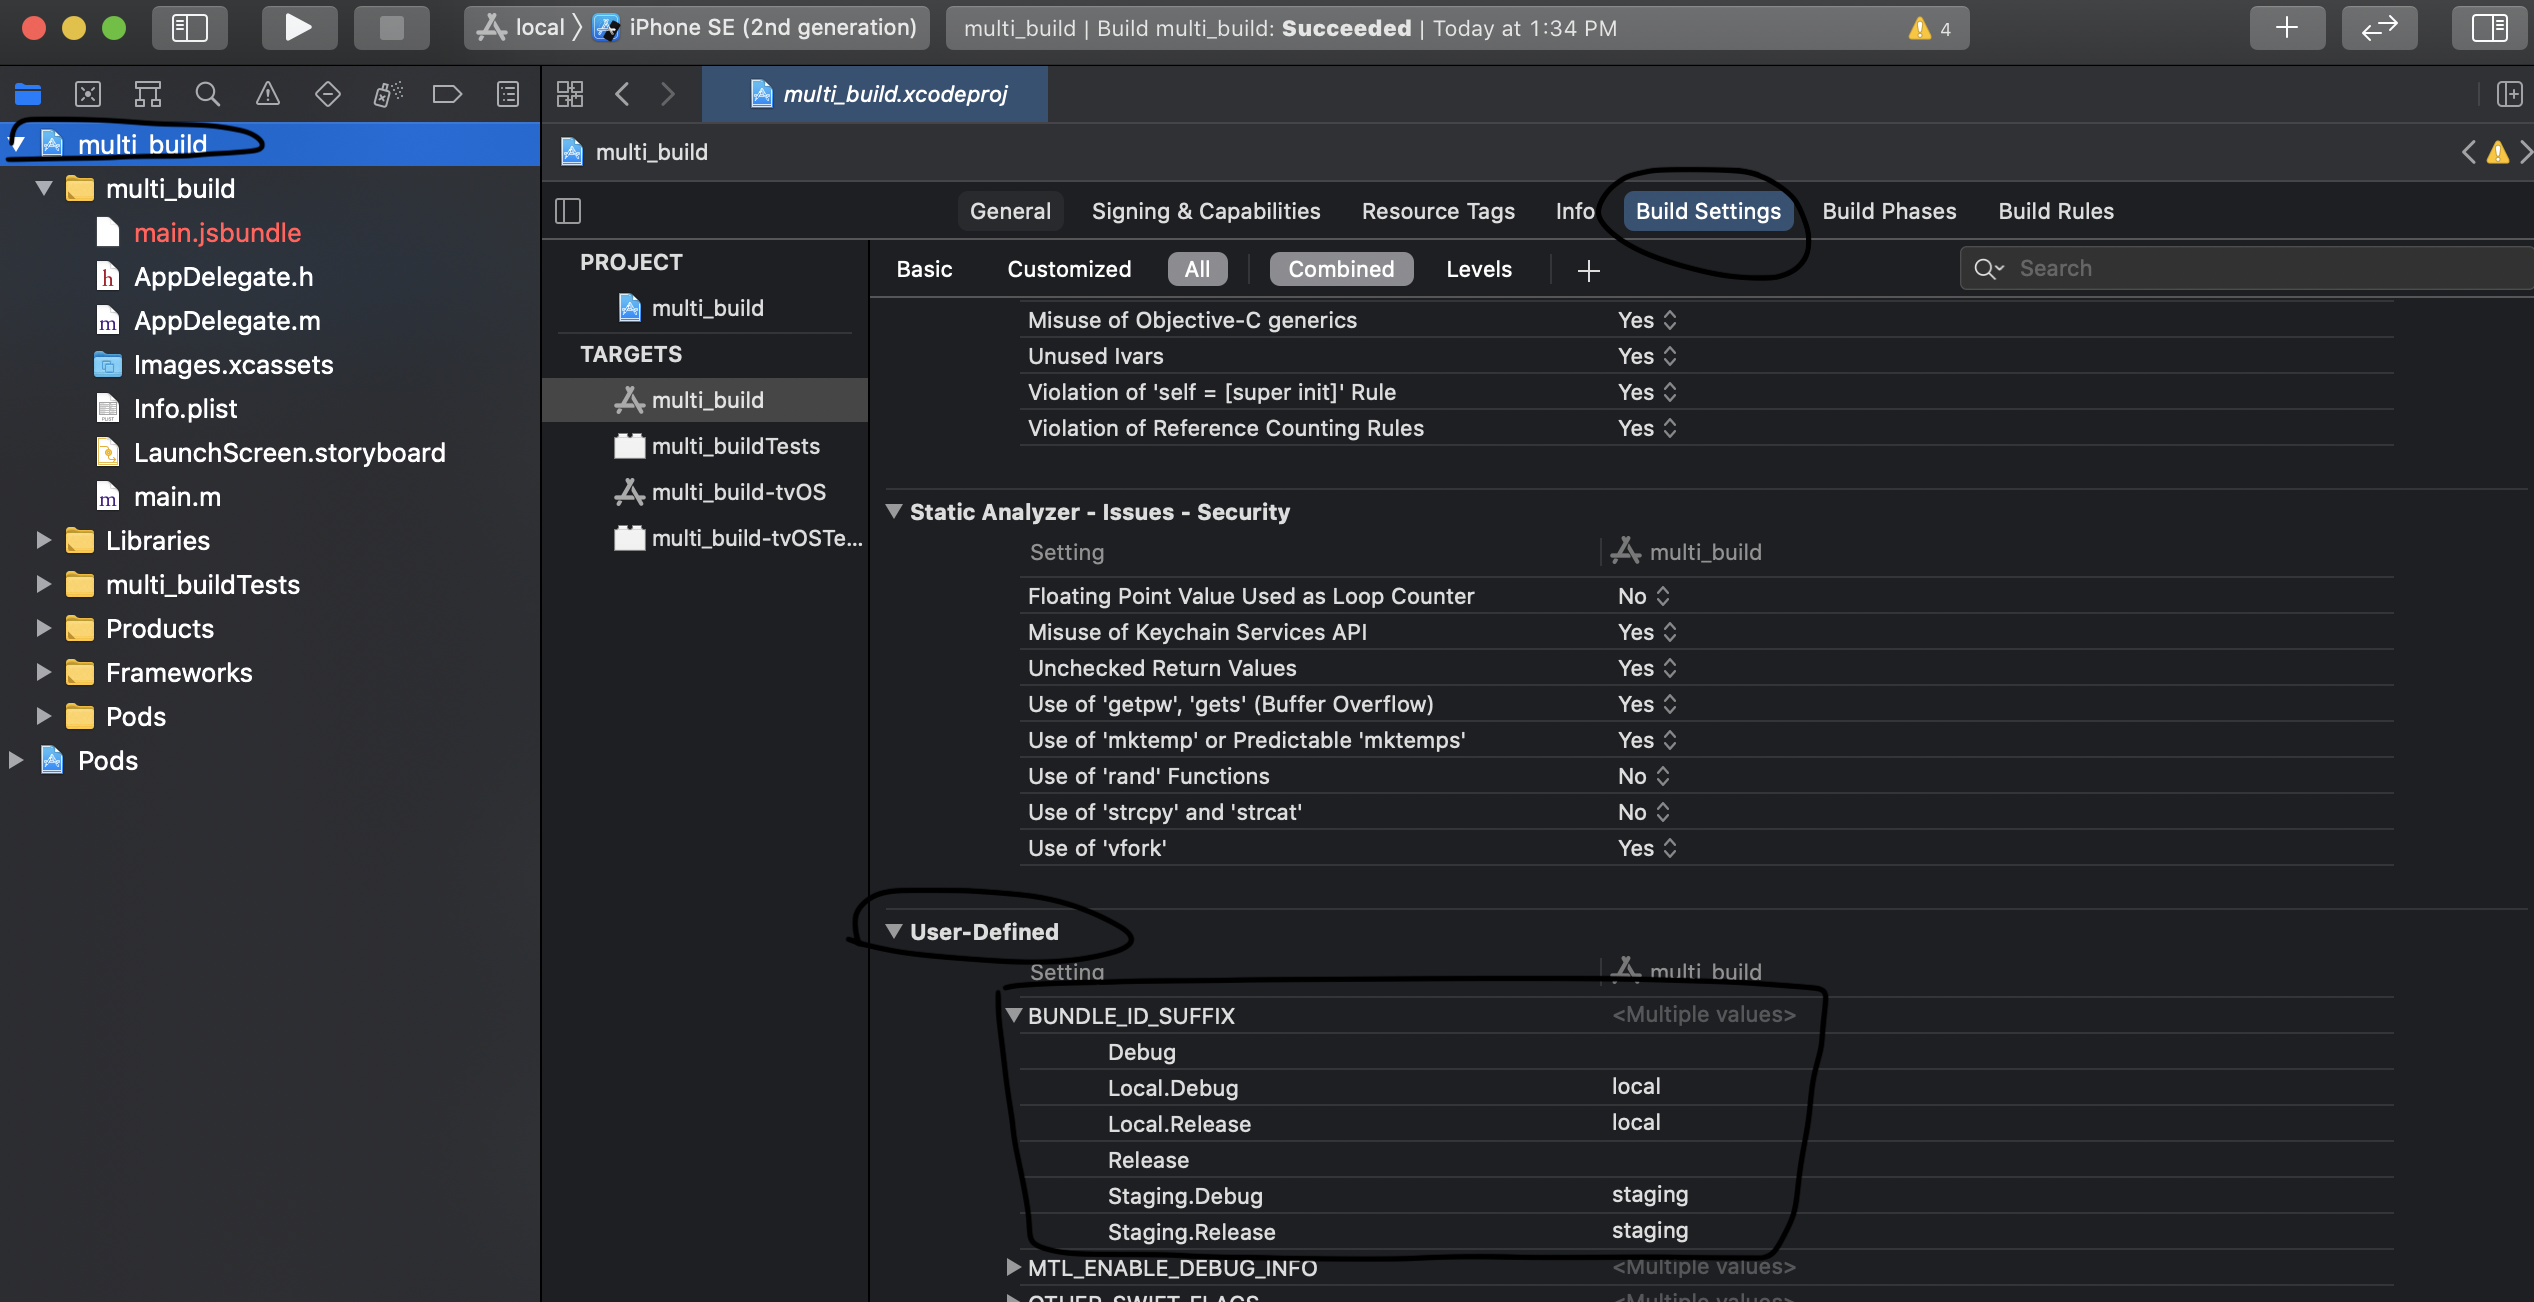 local 〉 iPhone SE (2nd generation)
multi_build | Build multi_build: Succeeded | Today at 1:34 PM
4
multi_build.xcodeproj
multi_build
multi_build
main.jsbundle
AppDelegate.h
AppDelegate.m
Images.xcassets
Info.plist
LaunchScreen.storyboard
main.m
Libraries
multi_buildTests
Products
Frameworks
Pods
Pods
multi_build
General Signing & Capabilities Resource Tags Info Build Settings Build Phases Build Rules
PROJECT
multi_build
TARGETS
multi_build
multi_buildTests
multi_build-tvOS
multi_build-tvOSTe...
Basic Customized All Combined Levels + Search
Misuse of Objective-C generics Yes
Unused Ivars Yes
Violation of 'self = [super init]' Rule Yes
Violation of Reference Counting Rules Yes
Static Analyzer - Issues - Security
Setting multi_build
Floating Point Value Used as Loop Counter No
Misuse of Keychain Services API Yes
Unchecked Return Values Yes
Use of 'getpw', 'gets' (Buffer Overflow) Yes
Use of 'mktemp' or Predictable 'mktemps' Yes
Use of 'rand' Functions No
Use of 'strcpy' and 'strcat' No
Use of 'vfork' Yes
User-Defined
Setting multi_build
BUNDLE_ID_SUFFIX <Multiple values>
Debug
Local.Debug local
Local.Release local
Release
Staging.Debug staging
Staging.Release staging
MTL_ENABLE_DEBUG_INFO <Multiple values>
OTHER_SWIFT_FLAGS <Multiple values>